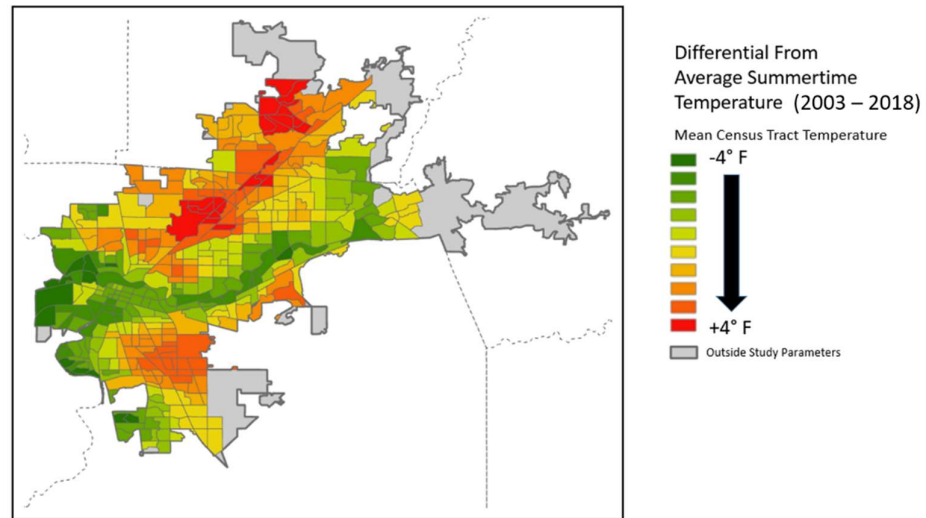 Differential From
Average Summertime
Temperature (2003 – 2018)
Mean Census Tract Temperature
-4° F
+4° F
Outside Study Parameters